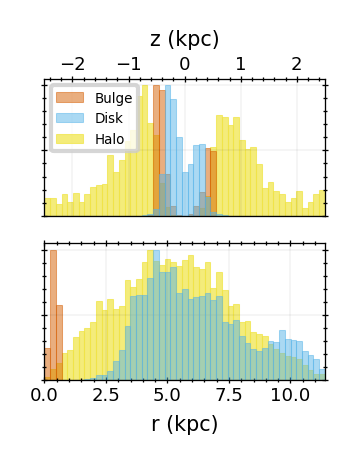 z (kpc)
−2 −1 0 1 2
Bulge
Disk
Halo
0.0 2.5 5.0 7.5 10.0
r (kpc)